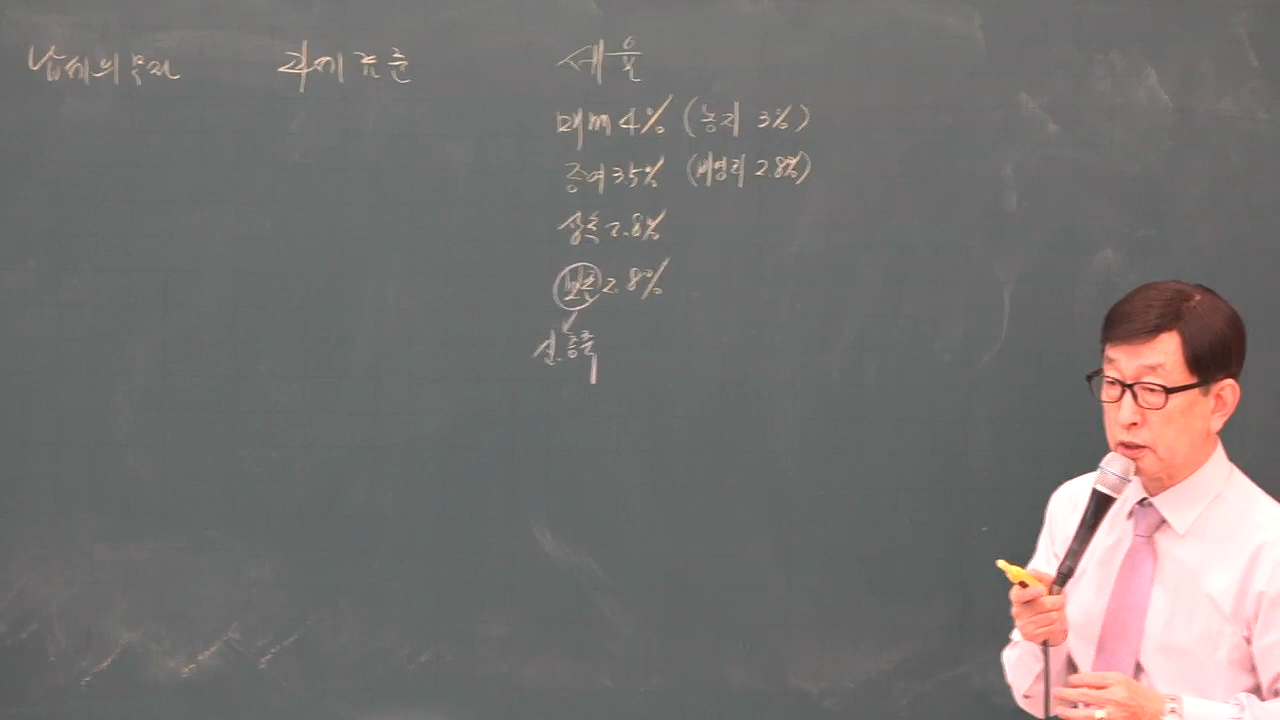 납세의무자 과세표준 세율
매매 4% (농지 3%)
증여 3.5% (비영리 2.8%)
상속 2.8%
보존 2.8%
신.증축